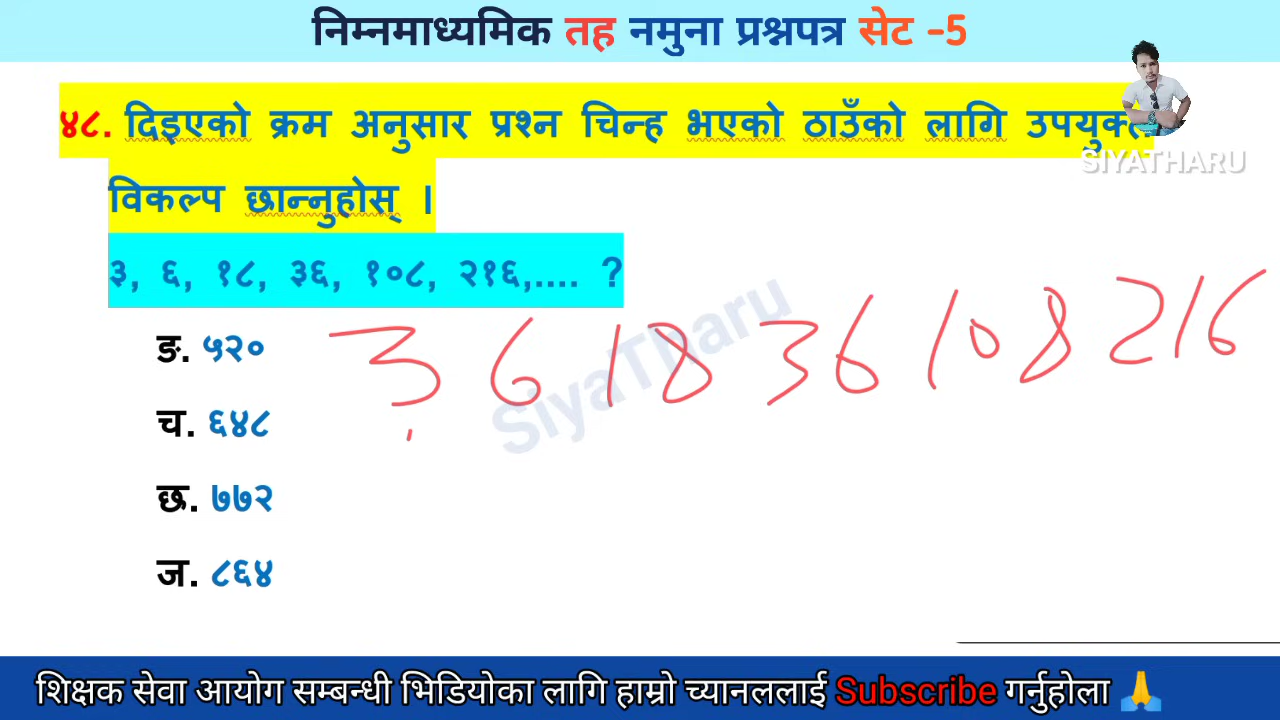 निम्नमाध्यमिक तह नमुना प्रश्नपत्र सेट -5
४८. दिइएको क्रम अनुसार प्रश्न चिन्ह भएको ठाउँको लागि उपयुक्त
SIYATHARU
विकल्प छान्नुहोस् ।
३, ६, १८, ३६, १०८, २१६,.... ?
3 6 18 36 108 216
SiyaTharu
ङ. ५२०
च. ६४८
छ. ७७२
ज. ८६४
शिक्षक सेवा आयोग सम्बन्धी भिडियोका लागि हाम्रो च्यानललाई Subscribe गर्नुहोला 🙏